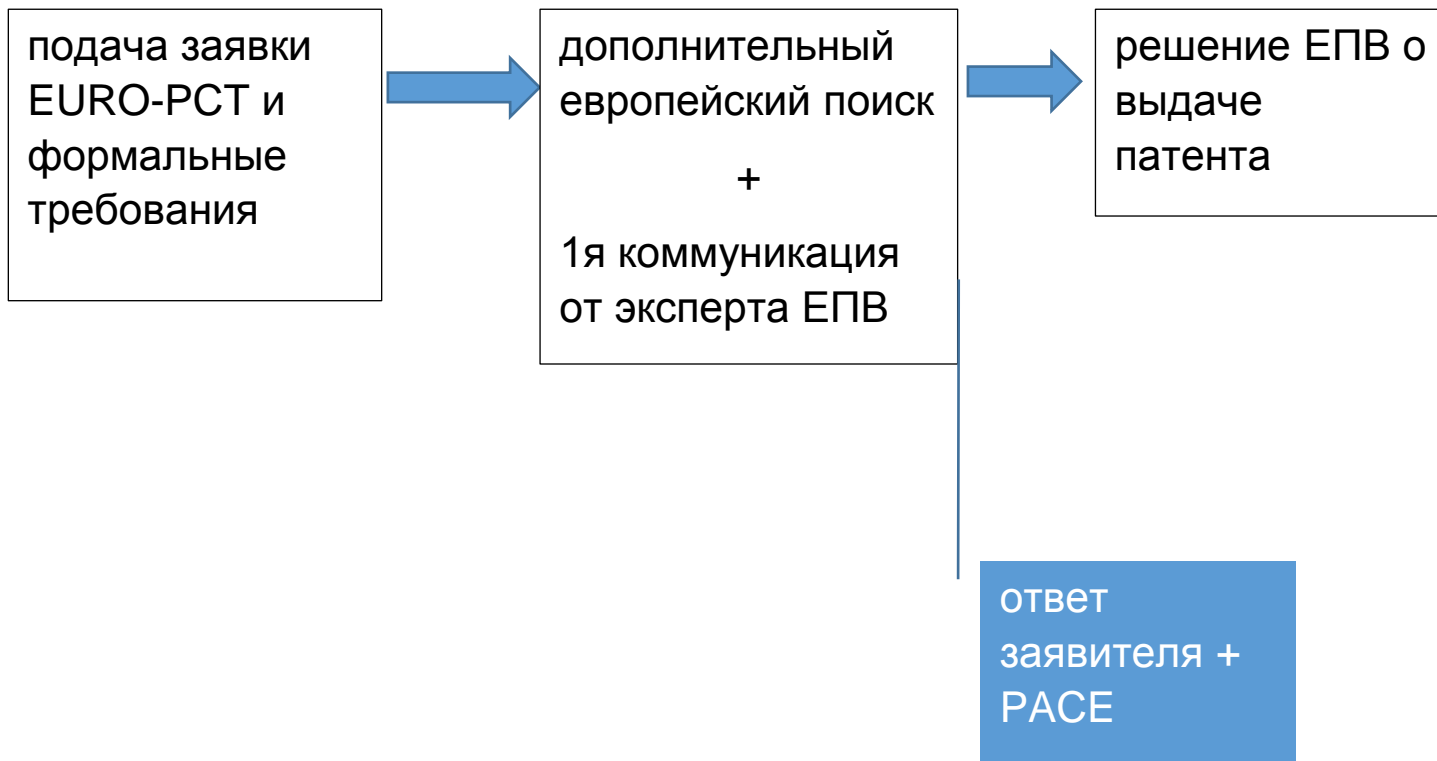 подача заявки
EURO-PCT и
формальные
требования
дополнительный
европейский поиск
+
1я коммуникация
от эксперта ЕПВ
решение ЕПВ о
выдаче
патента
ответ
заявителя +
PACE